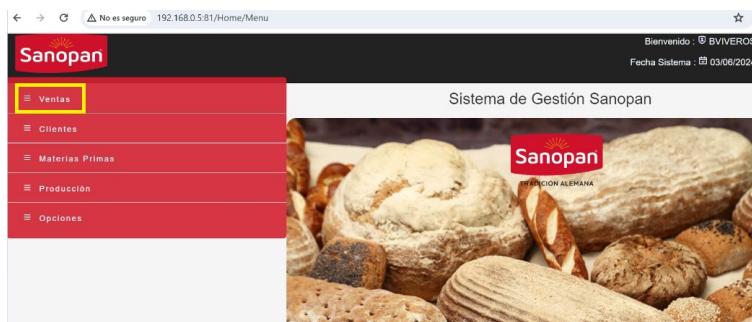 No es seguro 192.168.0.5:81/Home/Menu
Sanopan
Bienvenido : BVIVEROS
Fecha Sistema : 03/06/2024
Ventas
Sistema de Gestión Sanopan
Clientes
Materias Primas
Producción
Opciones
Sanopan
TRADICION ALEMANA